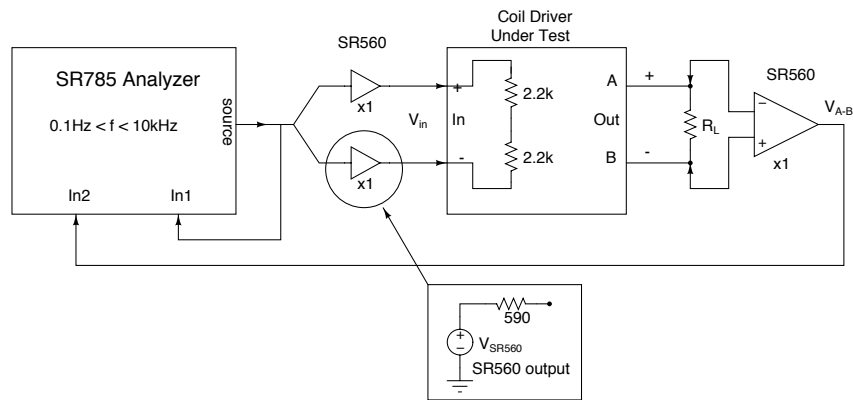 SR785 Analyzer
0.1Hz < f < 10kHz
source
In2
In1
SR560
x1
x1
V_in
Coil Driver
Under Test
+
In
-
2.2k
2.2k
A
Out
B
+
-
R_L
SR560
−
+
x1
V_A-B
590
+
−
V_SR560
SR560 output